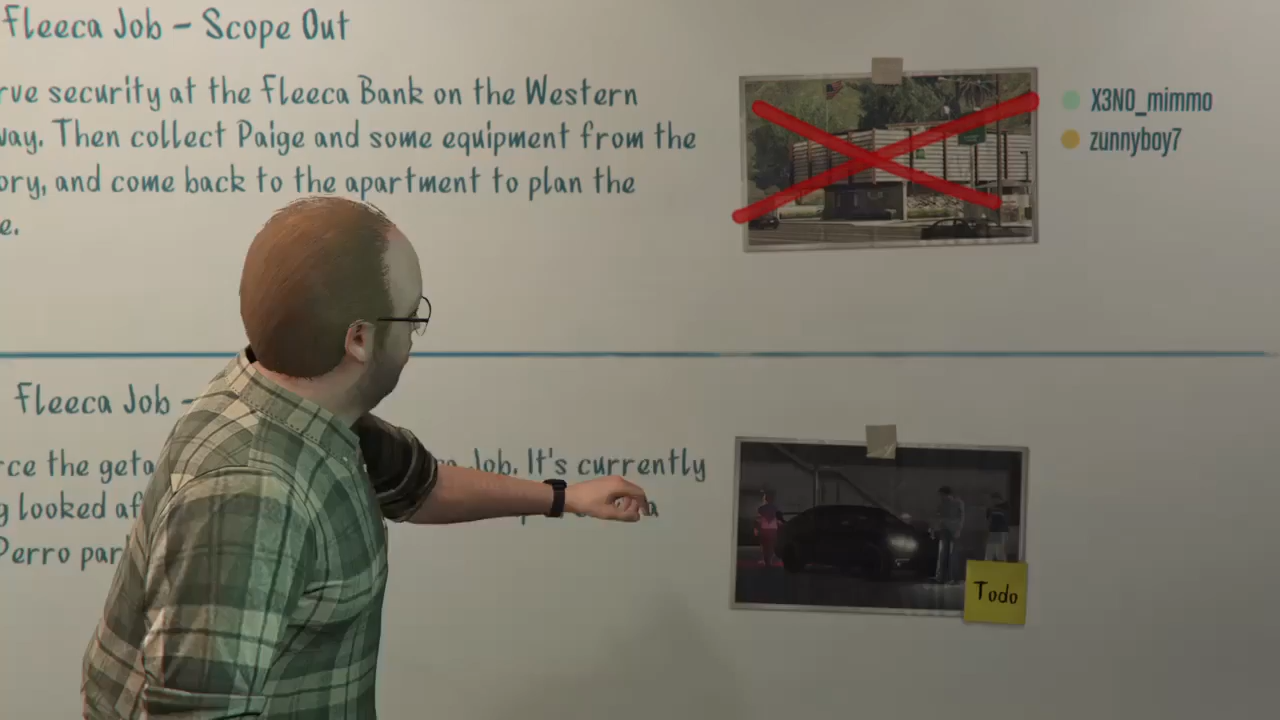 Fleeca Job - Scope Out
rve security at the Fleeca Bank on the Western
way. Then collect Paige and some equipment from the
ory, and come back to the apartment to plan the
e.
X3N0_mimmo
zunnyboy7
Fleeca Job -
rce the geta Job. It's currently
g looked af a
Perro par
Todo